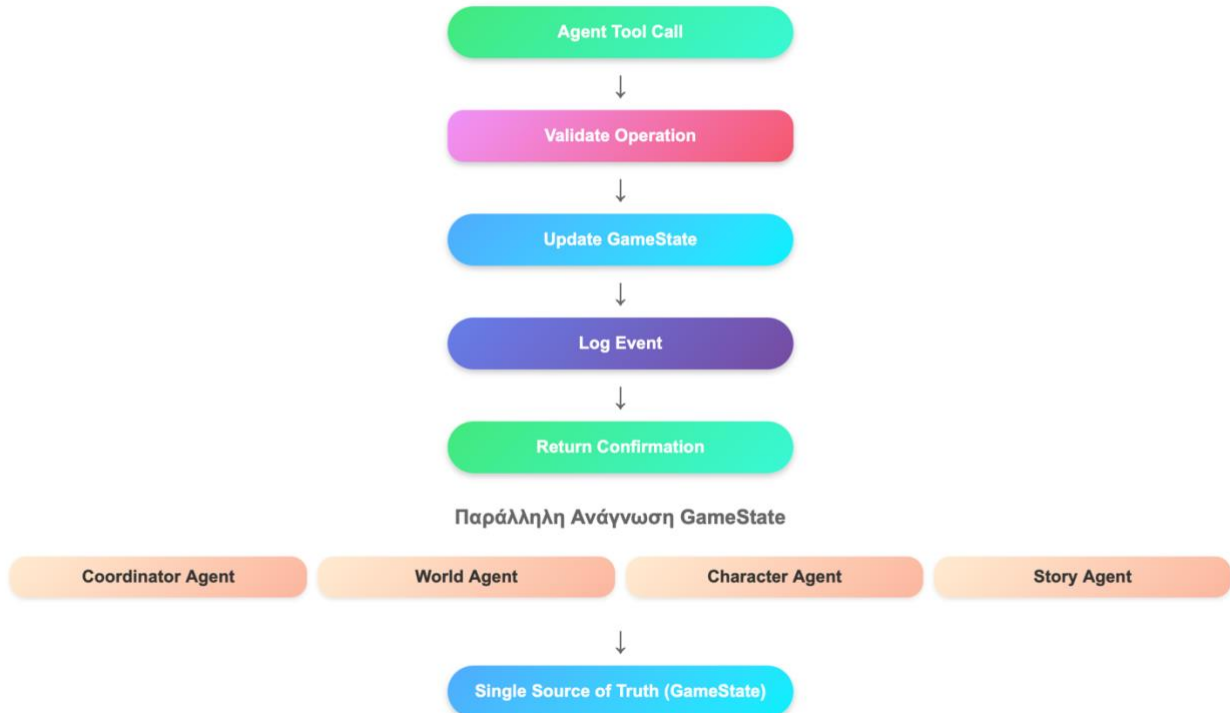 Agent Tool Call
↓
Validate Operation
↓
Update GameState
↓
Log Event
↓
Return Confirmation
Παράλληλη Ανάγνωση GameState
Coordinator Agent World Agent Character Agent Story Agent
↓
Single Source of Truth (GameState)